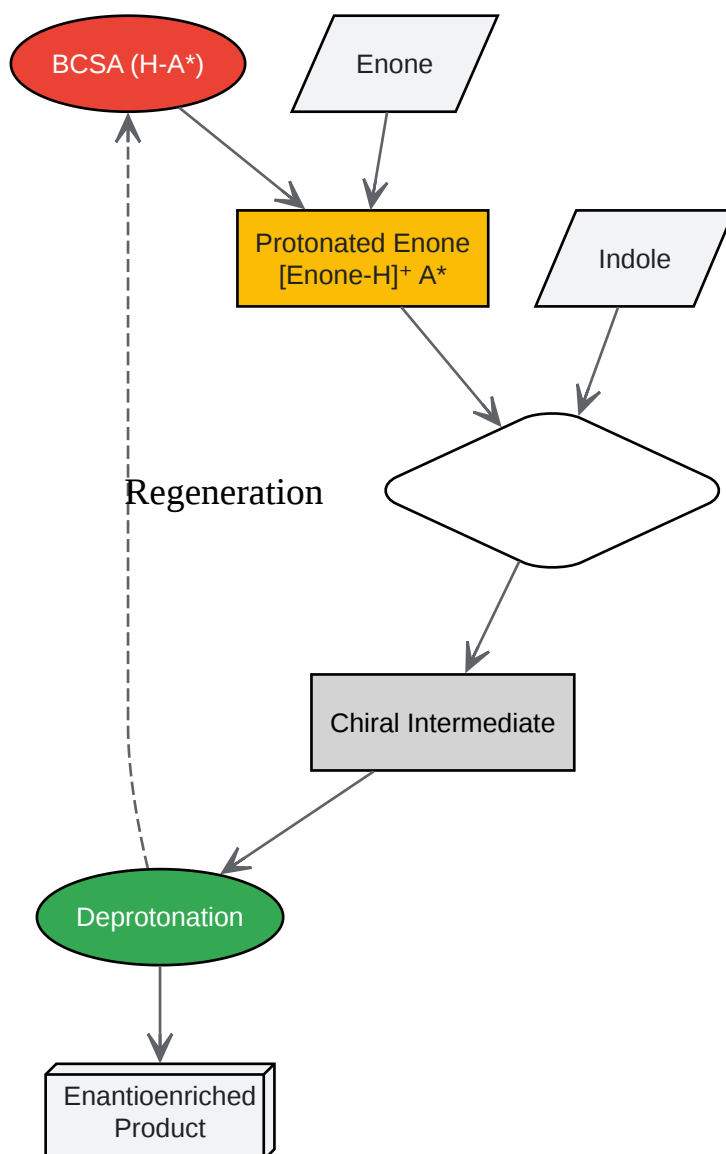 BCSA (H-A*)
Enone
Protonated Enone
[Enone-H]⁺ A*
Indole
Regeneration
Chiral Intermediate
Deprotonation
Enantioenriched
Product